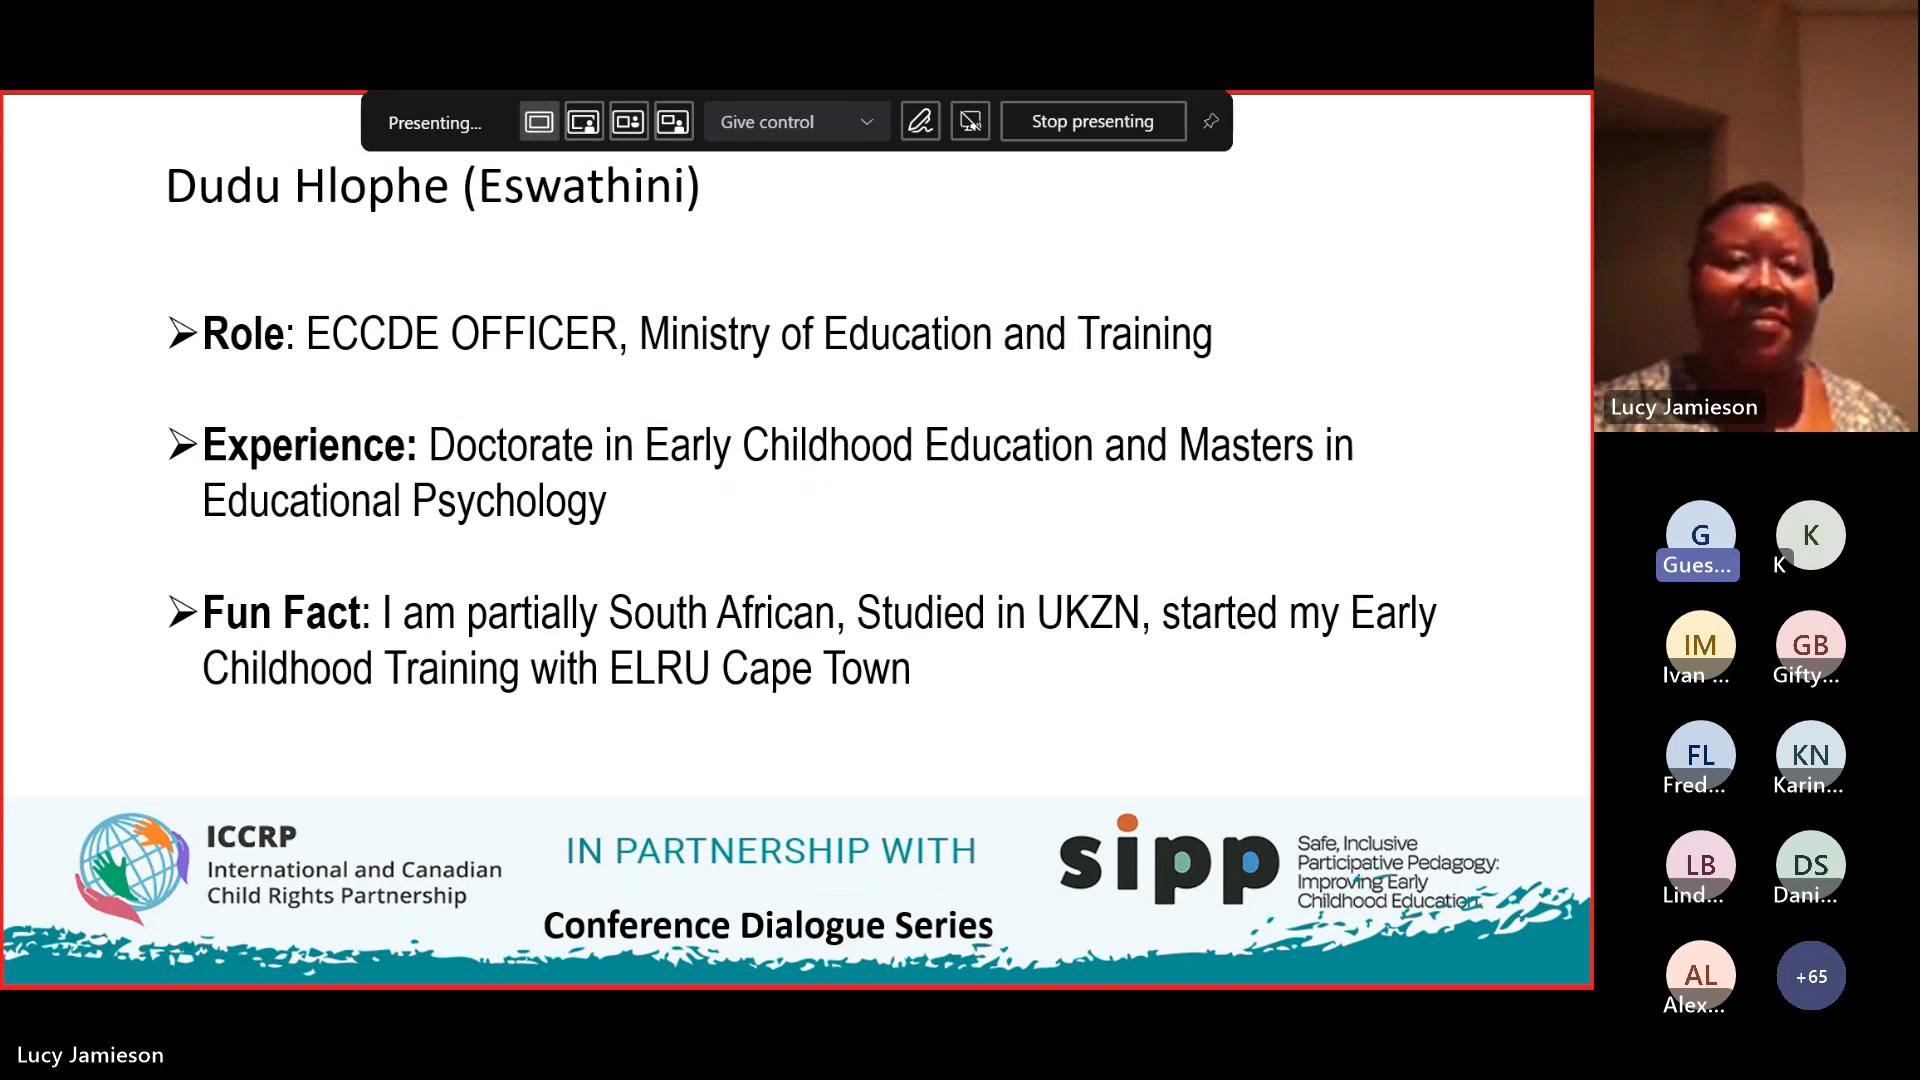 Presenting...
Give control
Stop presenting
Dudu Hlophe (Eswathini)
➢Role: ECCDE OFFICER, Ministry of Education and Training
➢Experience: Doctorate in Early Childhood Education and Masters in
Educational Psychology
➢Fun Fact: I am partially South African, Studied in UKZN, started my Early
Childhood Training with ELRU Cape Town
ICCRP
International and Canadian
Child Rights Partnership
IN PARTNERSHIP WITH
Conference Dialogue Series
sipp
Safe, Inclusive
Participative Pedagogy:
Improving Early
Childhood Education.
Lucy Jamieson
G
Gues...
K
K
IM
Ivan ...
GB
Gifty...
FL
Fred...
KN
Karin...
LB
Lind...
DS
Dani...
AL
Alex...
+65
Lucy Jamieson